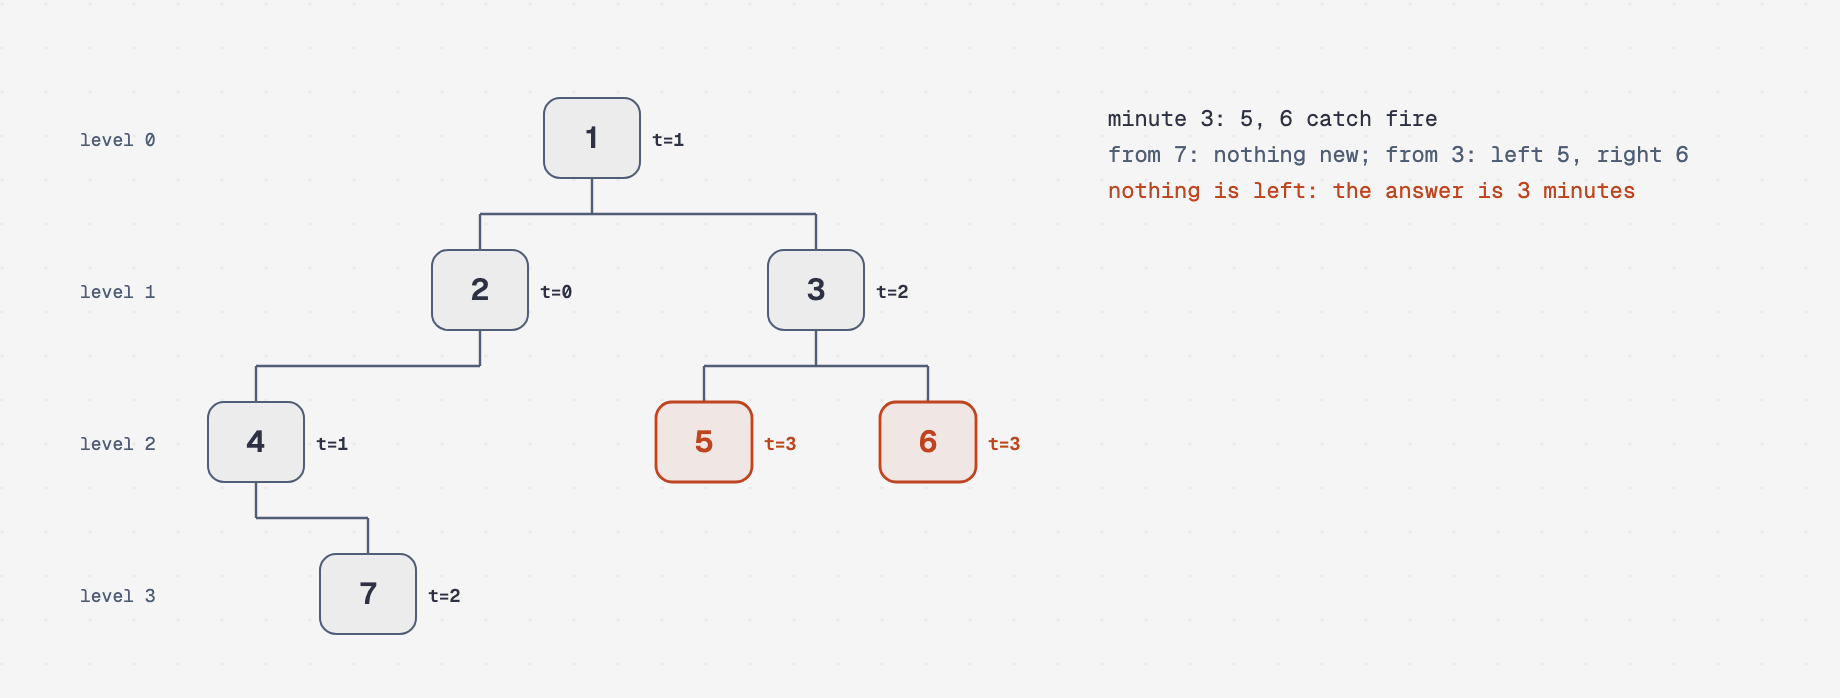 minute 3: 5, 6 catch fire
from 7: nothing new; from 3: left 5, right 6
nothing is left: the answer is 3 minutes
level 0
1 t=1
level 1
2 t=0 3 t=2
level 2
4 t=1 5 t=3 6 t=3
level 3
7 t=2